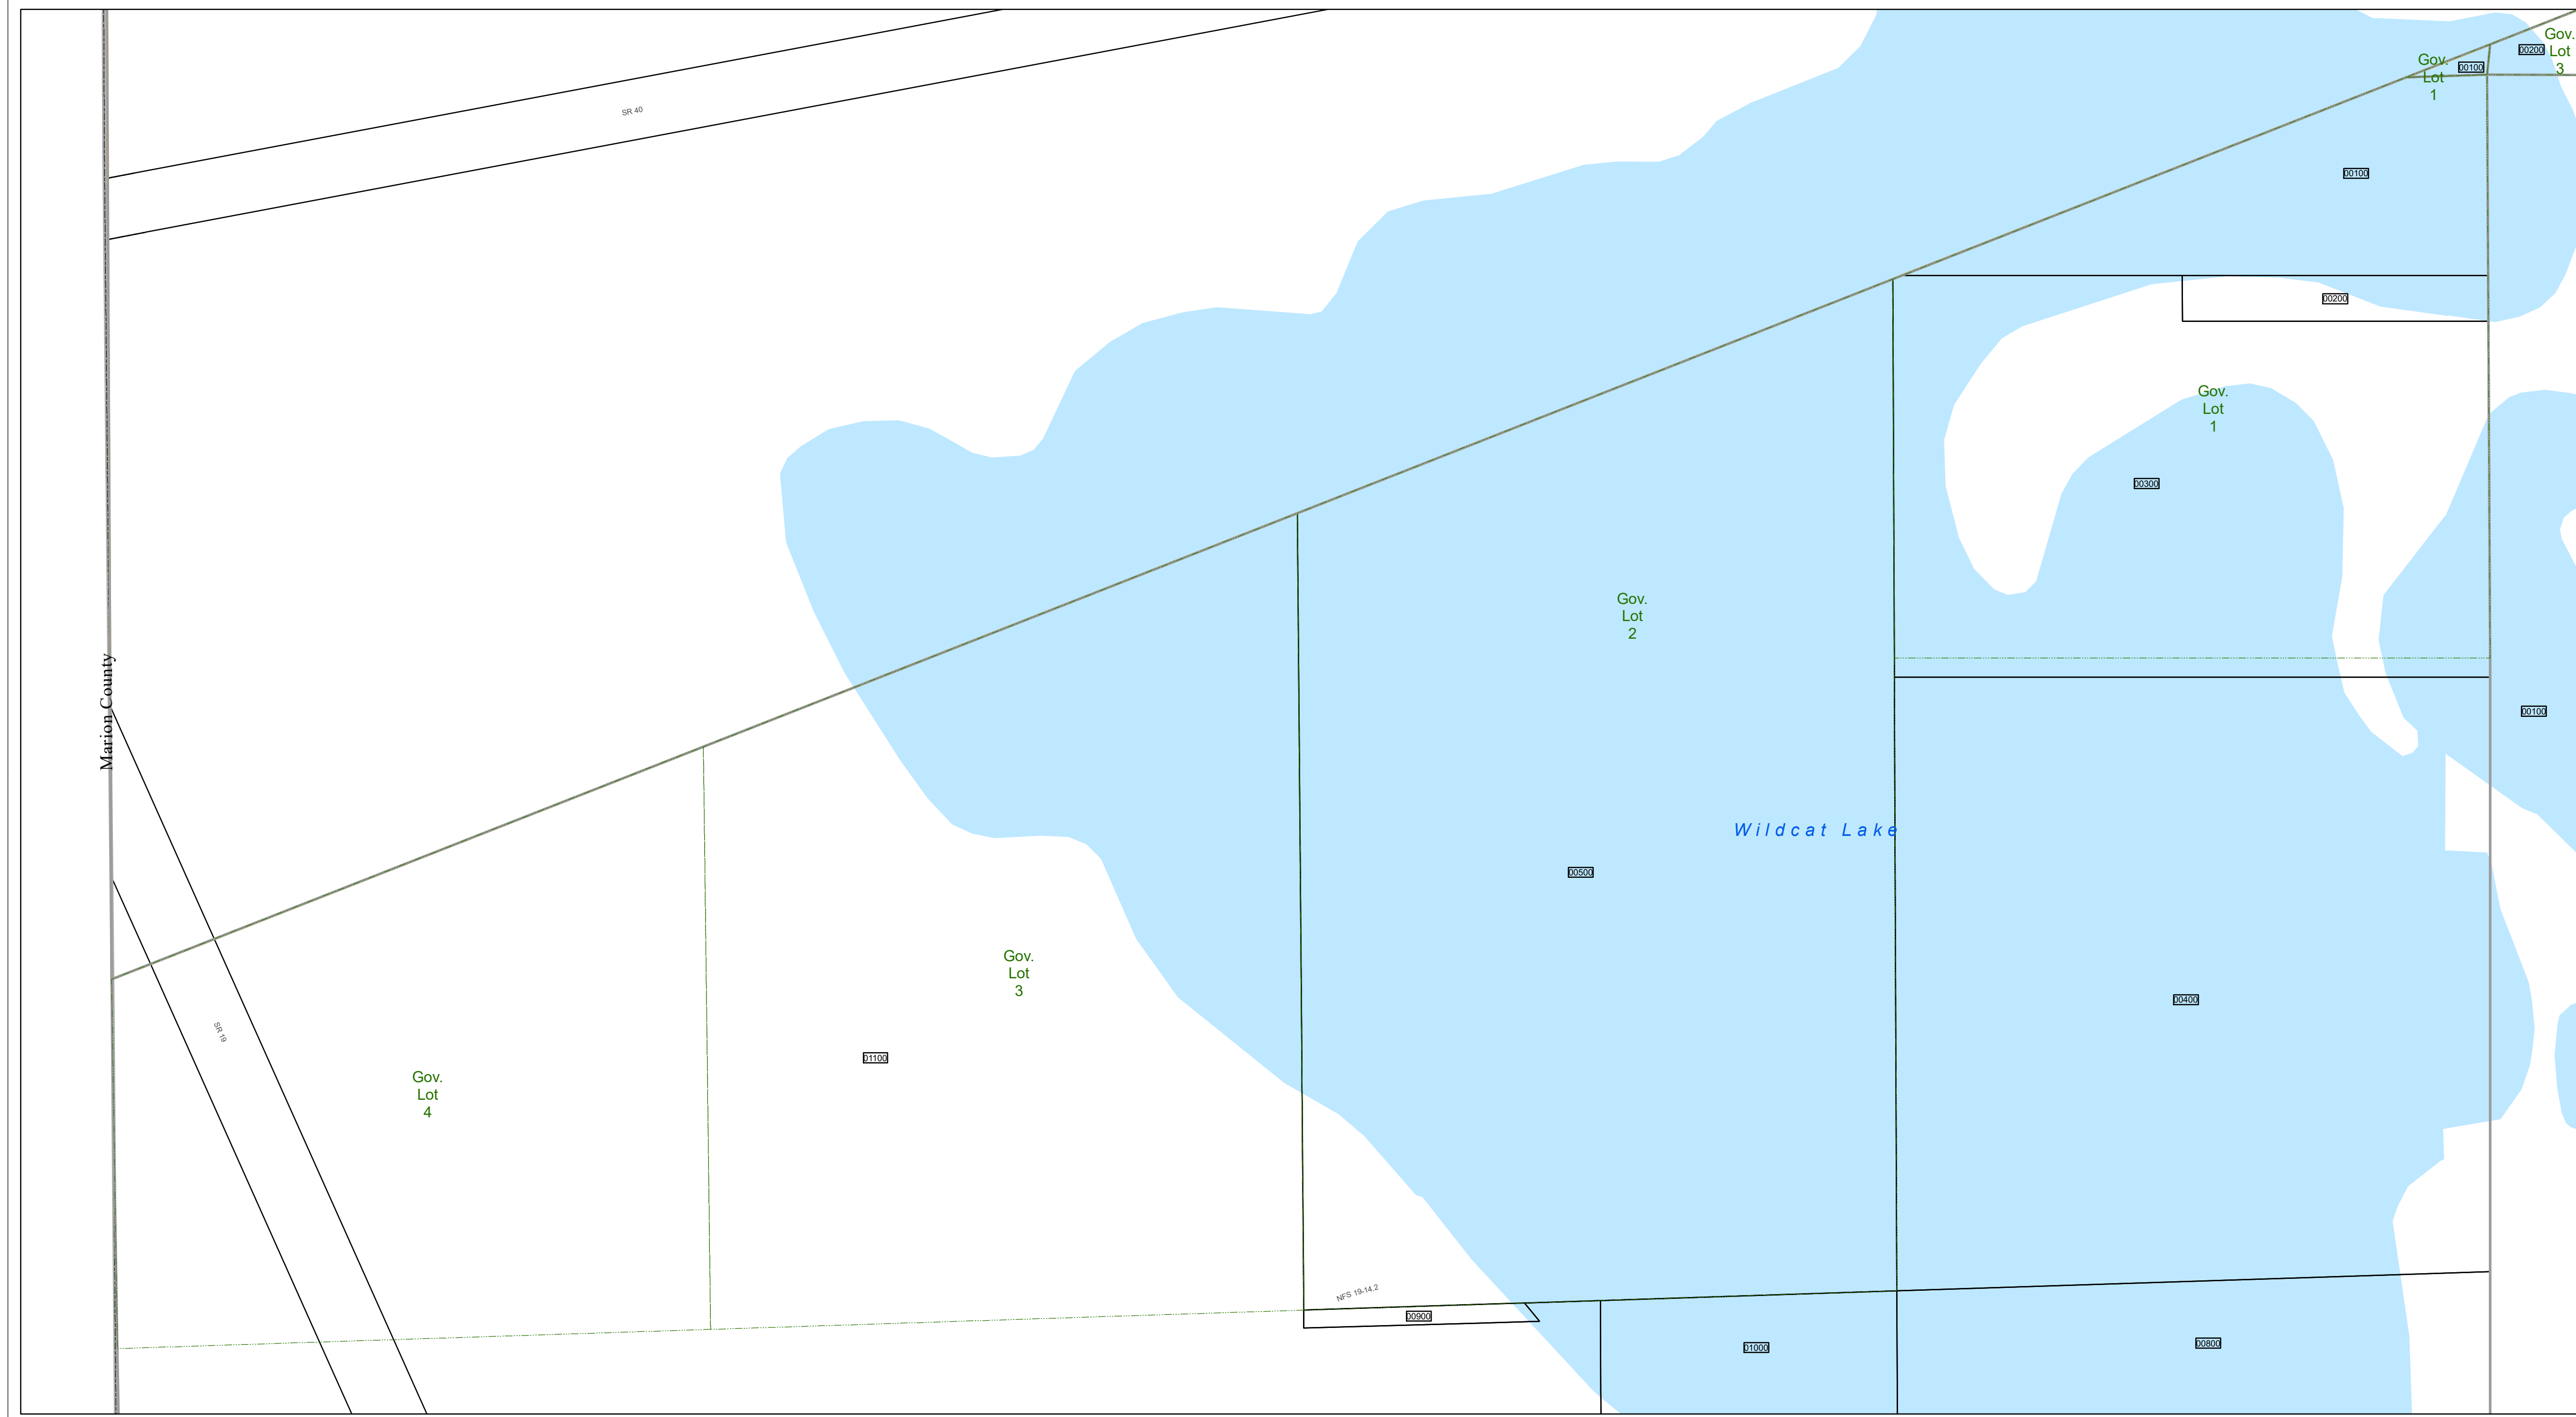 Gov.
Lot
3
00200
Gov.
Lot
1
00100
SR 40
00100
00200
Gov.
Lot
1
00300
Gov.
Lot
2
Marion County
00100
Wildcat Lake
00500
Gov.
Lot
3
00400
SR 19
01100
Gov.
Lot
4
NFS 19-14.2
00900
01000
00800